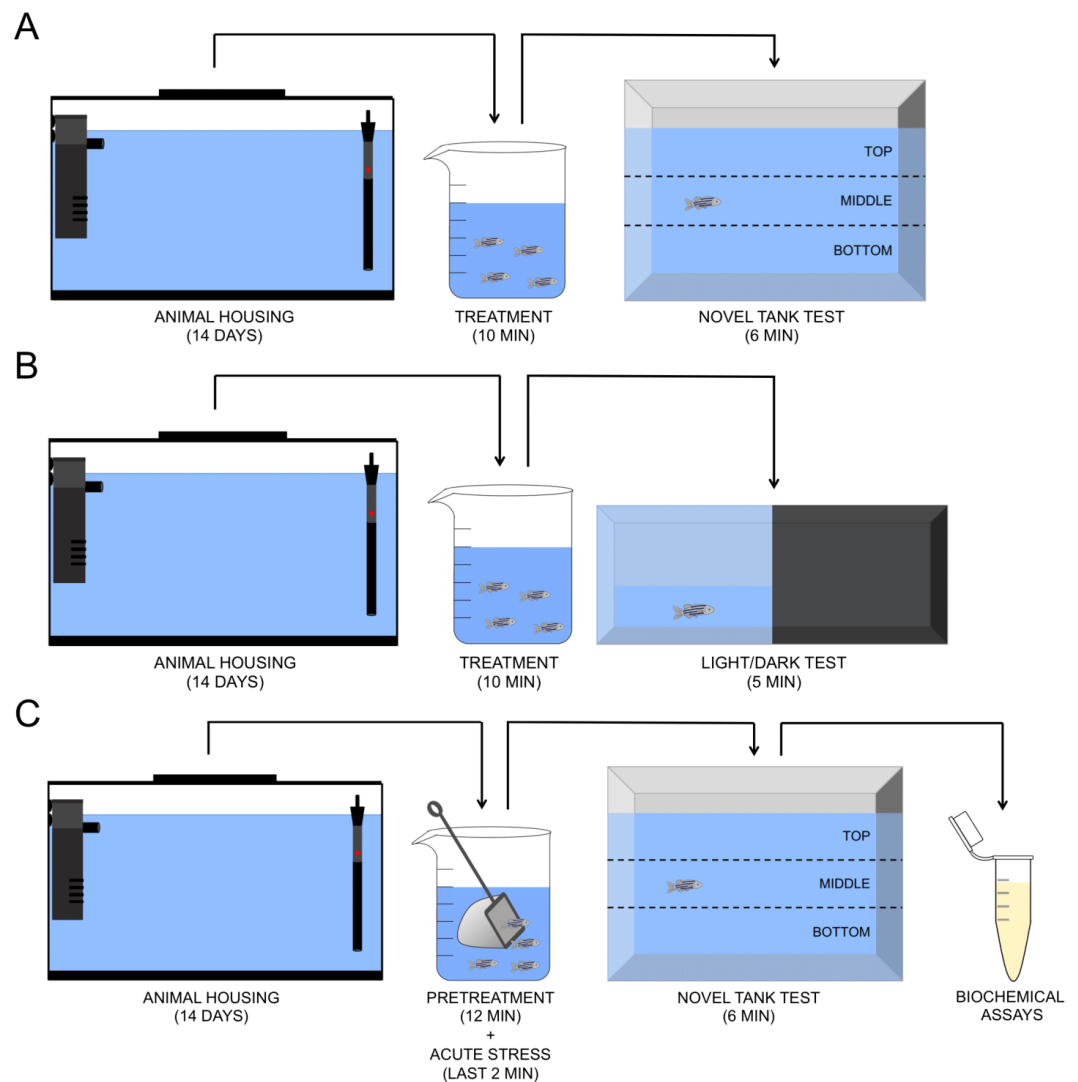 A
TOP
MIDDLE
BOTTOM
ANIMAL HOUSING
(14 DAYS)
TREATMENT
(10 MIN)
NOVEL TANK TEST
(6 MIN)
B
ANIMAL HOUSING
(14 DAYS)
TREATMENT
(10 MIN)
LIGHT/DARK TEST
(5 MIN)
C
TOP
MIDDLE
BOTTOM
ANIMAL HOUSING
(14 DAYS)
PRETREATMENT
(12 MIN)
+
ACUTE STRESS
(LAST 2 MIN)
NOVEL TANK TEST
(6 MIN)
BIOCHEMICAL
ASSAYS